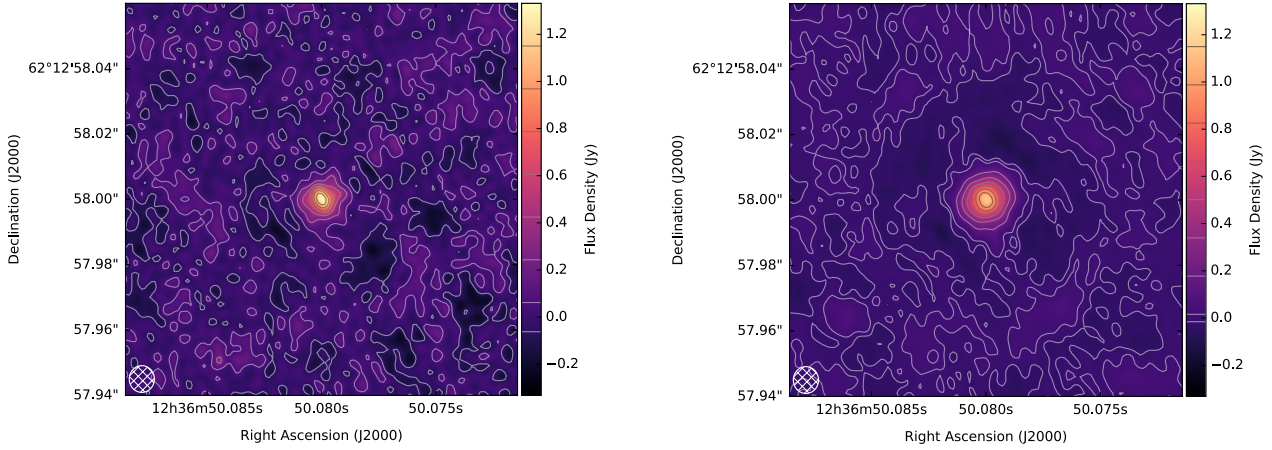 62°12'58.04"
58.02"
58.00"
57.98"
57.96"
57.94"
Declination (J2000)
12h36m50.085s
50.080s
50.075s
Right Ascension (J2000)
1.2
1.0
0.8
0.6
0.4
0.2
0.0
−0.2
Flux Density (Jy)
62°12'58.04"
58.02"
58.00"
57.98"
57.96"
57.94"
Declination (J2000)
12h36m50.085s
50.080s
50.075s
Right Ascension (J2000)
1.2
1.0
0.8
0.6
0.4
0.2
0.0
−0.2
Flux Density (Jy)